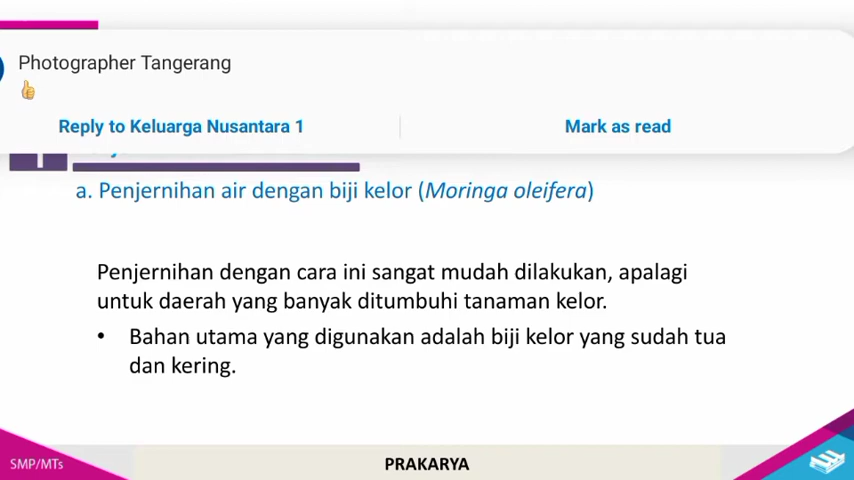 Photographer Tangerang
👍
Reply to Keluarga Nusantara 1
Mark as read
a. Penjernihan air dengan biji kelor (Moringa oleifera)
Penjernihan dengan cara ini sangat mudah dilakukan, apalagi
untuk daerah yang banyak ditumbuhi tanaman kelor.
• Bahan utama yang digunakan adalah biji kelor yang sudah tua
dan kering.
SMP/MTs
PRAKARYA